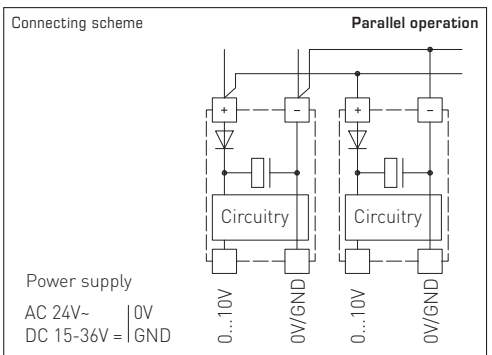 Connecting scheme
Parallel operation
+ − + −
Circuitry Circuitry
Power supply
AC 24V~ 0V
DC 15-36V = GND
0...10V
0V/GND
0...10V
0V/GND